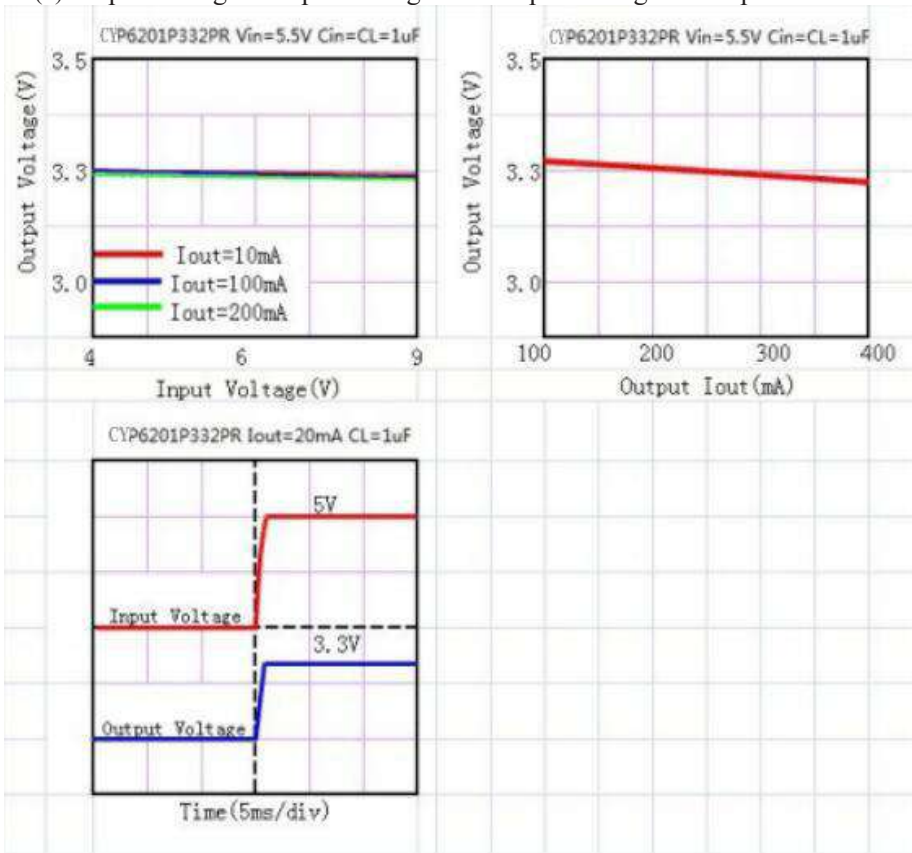 CYP6201P332PR Vin=5.5V Cin=CL=1uF
3.5
3.3
3.0
Output Voltage(V)
Iout=10mA
Iout=100mA
Iout=200mA
4 6 9
Input Voltage(V)
CYP6201P332PR Vin=5.5V Cin=CL=1uF
3.5
3.3
3.0
Output Voltage(V)
100 200 300 400
Output Iout(mA)
CYP6201P332PR Iout=20mA CL=1uF
5V
Input Voltage
3.3V
Output Voltage
Time(5ms/div)